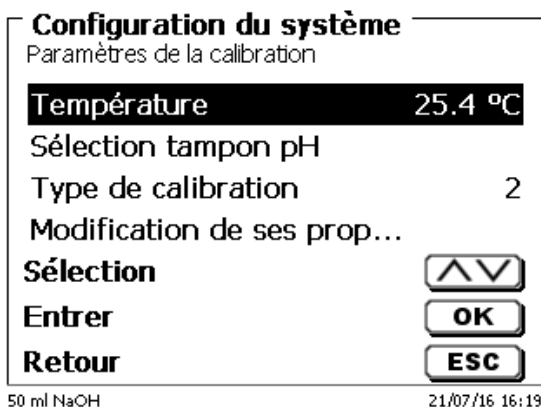 Configuration du système
Paramètres de la calibration
Température 25.4 ºC
Sélection tampon pH
Type de calibration 2
Modification de ses prop...
Sélection
Entrer OK
Retour ESC
50 ml NaOH 21/07/16 16:19